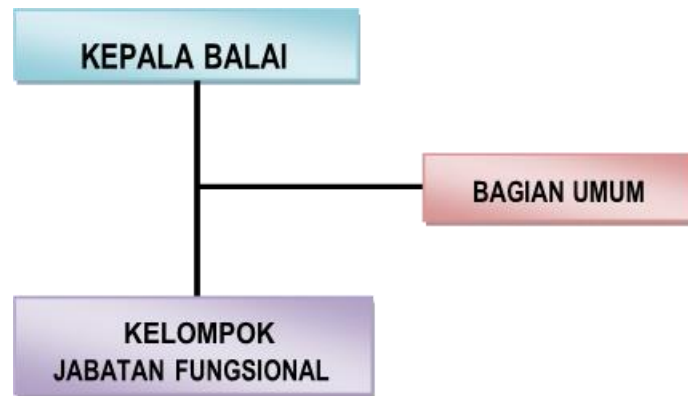 KEPALA BALAI
BAGIAN UMUM
KELOMPOK
JABATAN FUNGSIONAL